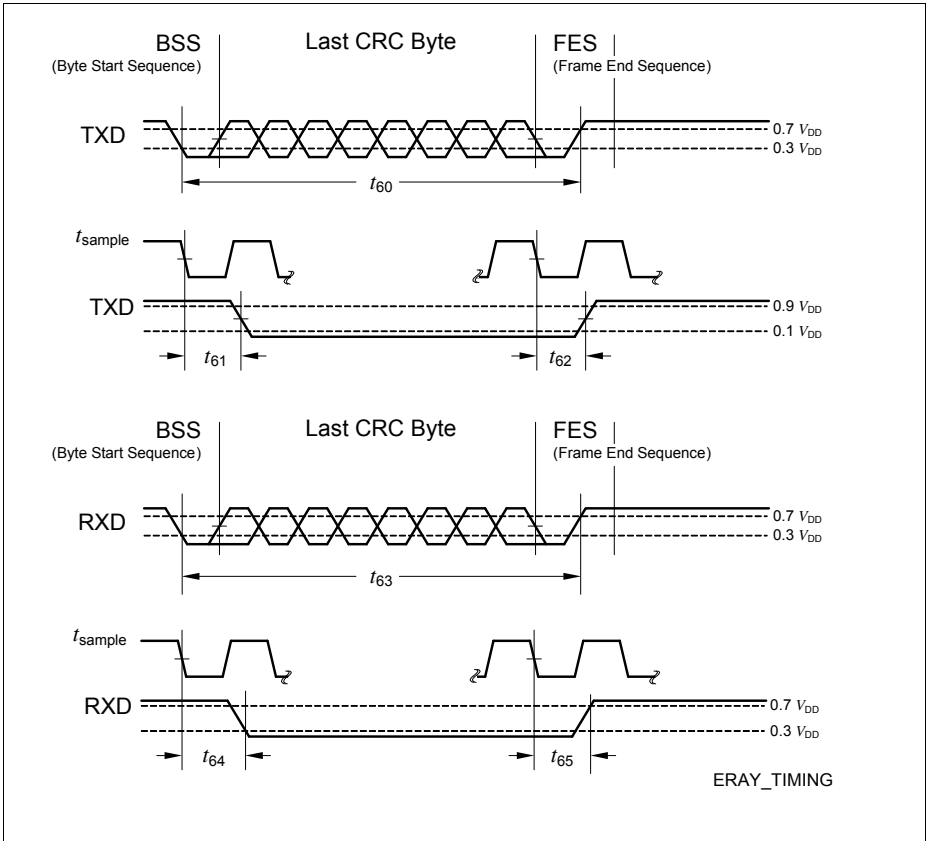 BSS Last CRC Byte FES
(Byte Start Sequence) (Frame End Sequence)
TXD
0.7 VDD
0.3 VDD
t60
tsample
TXD
0.9 VDD
0.1 VDD
t61 t62
BSS Last CRC Byte FES
(Byte Start Sequence) (Frame End Sequence)
RXD
0.7 VDD
0.3 VDD
t63
tsample
RXD
0.7 VDD
0.3 VDD
t64 t65
ERAY_TIMING